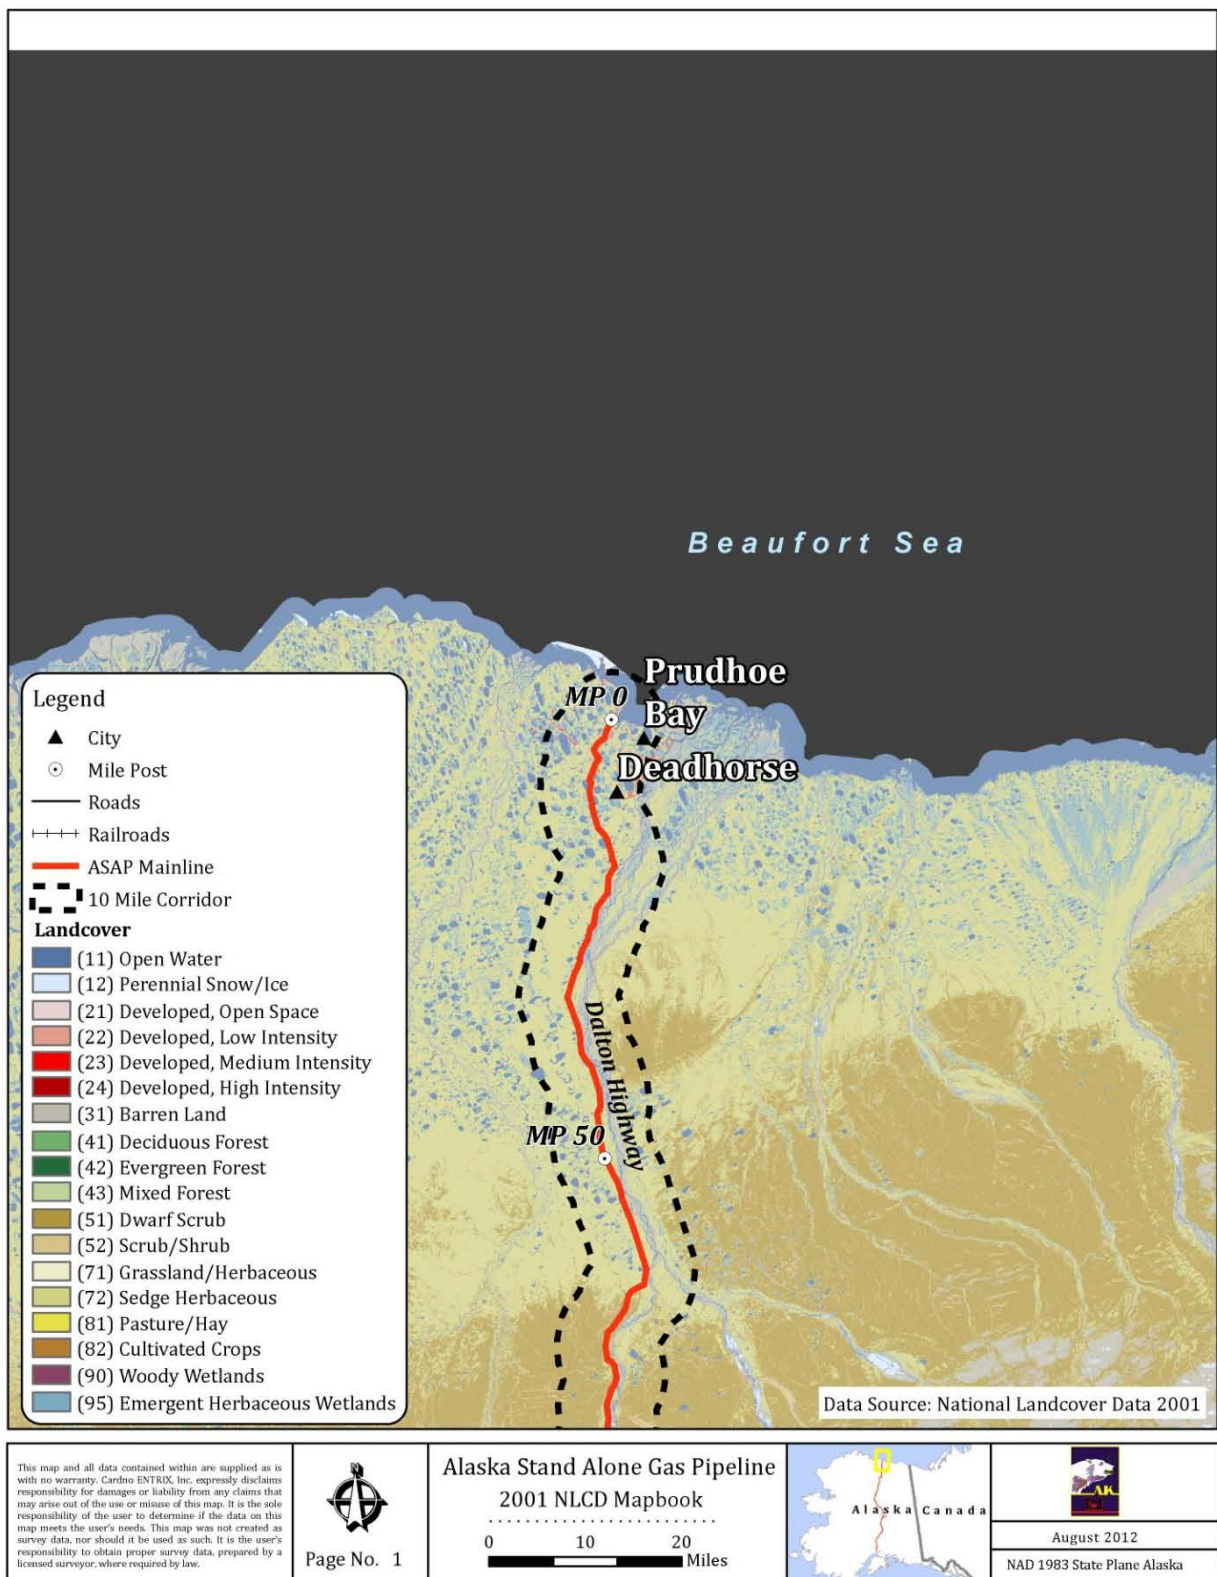 Beaufort Sea
Prudhoe
Bay
MP 0
Deadhorse
Dalton Highway
MP 50
Legend
City
Mile Post
Roads
Railroads
ASAP Mainline
10 Mile Corridor
Landcover
(11) Open Water
(12) Perennial Snow/Ice
(21) Developed, Open Space
(22) Developed, Low Intensity
(23) Developed, Medium Intensity
(24) Developed, High Intensity
(31) Barren Land
(41) Deciduous Forest
(42) Evergreen Forest
(43) Mixed Forest
(51) Dwarf Scrub
(52) Scrub/Shrub
(71) Grassland/Herbaceous
(72) Sedge Herbaceous
(81) Pasture/Hay
(82) Cultivated Crops
(90) Woody Wetlands
(95) Emergent Herbaceous Wetlands
Data Source: National Landcover Data 2001
This map and all data contained within are supplied as is
with no warranty. Cardno ENTRIX, Inc. expressly disclaims
responsibility for damages or liability from any claims that
may arise out of the use or misuse of this map. It is the sole
responsibility of the user to determine if the data on this
map meets the user's needs. This map was not created as
survey data, nor should it be used as such. It is the user's
responsibility to obtain proper survey data, prepared by a
licensed surveyor, where required by law.
N
Page No. 1
Alaska Stand Alone Gas Pipeline
2001 NLCD Mapbook
0 10 20
Miles
Alaska Canada
AK
August 2012
NAD 1983 State Plane Alaska